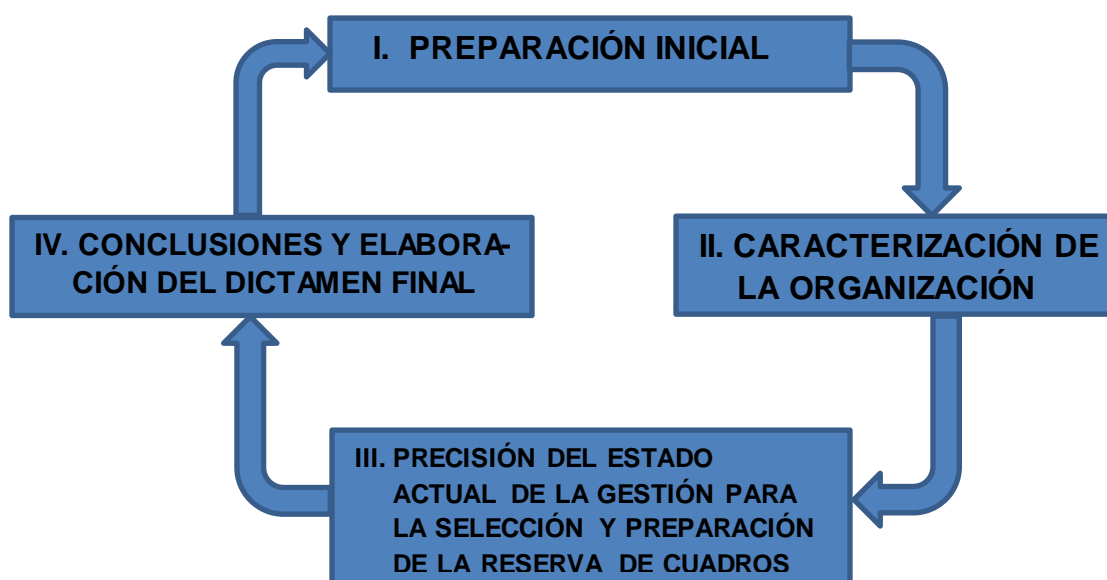 I. PREPARACIÓN INICIAL
II. CARACTERIZACIÓN DE
LA ORGANIZACIÓN
III. PRECISIÓN DEL ESTADO
ACTUAL DE LA GESTIÓN PARA
LA SELECCIÓN Y PREPARACIÓN
DE LA RESERVA DE CUADROS
IV. CONCLUSIONES Y ELABORA-
CIÓN DEL DICTAMEN FINAL